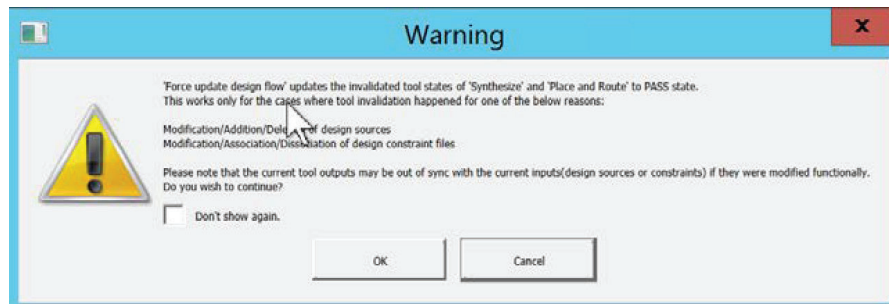 Warning
x
'Force update design flow' updates the invalidated tool states of 'Synthesize' and 'Place and Route' to PASS state.
This works only for the cases where tool invalidation happened for one of the below reasons:
Modification/Addition/Dele of design sources
Modification/Association/Dissociation of design constraint files
Please note that the current tool outputs may be out of sync with the current inputs(design sources or constraints) if they were modified functionally.
Do you wish to continue?
Don't show again.
OK
Cancel